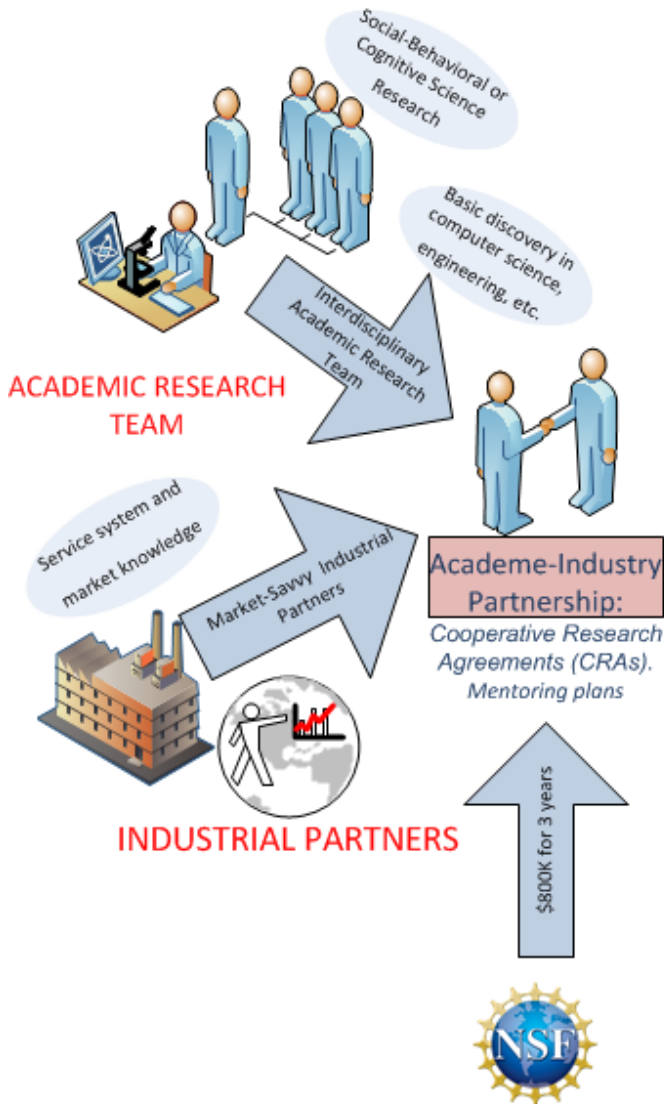 Social-Behavioral or
Cognitive Science
Research
Basic discovery in
computer science,
engineering, etc.
Interdisciplinary
Academic Research
Team
ACADEMIC RESEARCH
TEAM
Service system and
market knowledge
Market-Savvy Industrial
Partners
Academe-Industry
Partnership:
Cooperative Research
Agreements (CRAs).
Mentoring plans
INDUSTRIAL PARTNERS
$800K for 3 years
NSF